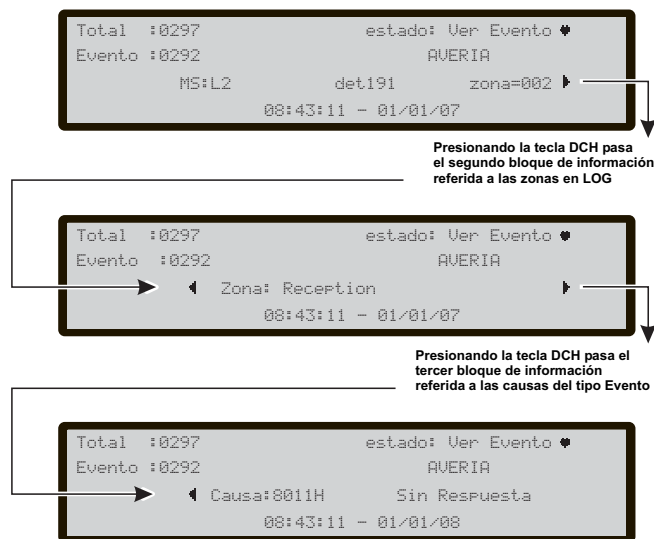 Total :0297 estado: Ver Evento
Evento :0292 AVERIA
MS:L2 det191 zona=002
08:43:11 - 01/01/07
Presionando la tecla DCH pasa
el segundo bloque de información
referida a las zonas en LOG
Total :0297 estado: Ver Evento
Evento :0292 AVERIA
Zona: Reception
08:43:11 - 01/01/07
Presionando la tecla DCH pasa el
tercer bloque de información
referida a las causas del tipo Evento
Total :0297 estado: Ver Evento
Evento :0292 AVERIA
Causa:8011H Sin Respuesta
08:43:11 - 01/01/08